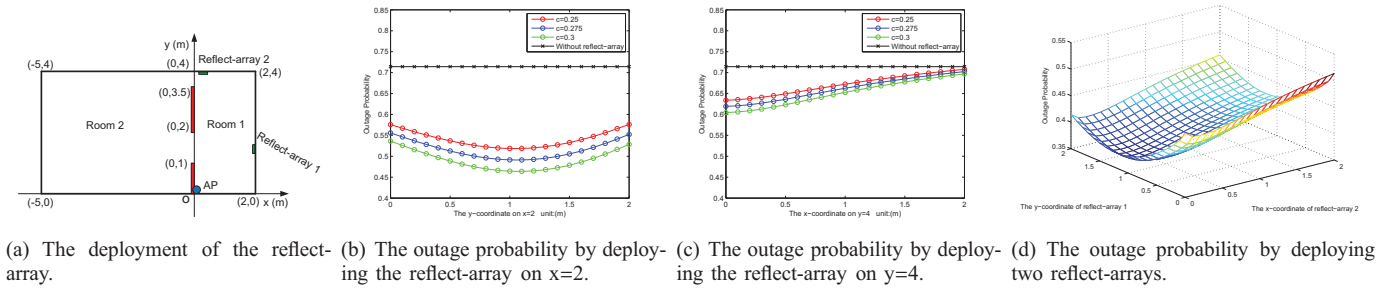 y (m)
(0,4)
Reflect-array 2
(-5,4)
(2,4)
(0,3.5)
Room 2
(0,2)
Room 1
Reflect-array 1
(0,1)
AP
(-5,0)
O
(2,0)
x (m)
0.85
0.8
0.75
0.7
0.65
0.6
0.55
0.5
0.45
0.4
Outage Probability
c=0.25
c=0.275
c=0.3
Without reflect-array
0 0.5 1 1.5 2
The y-coordinate on x=2 unit:(m)
0.85
0.8
0.75
0.7
0.65
0.6
0.55
0.5
0.45
0.4
Outage Probability
c=0.25
c=0.275
c=0.3
Without reflect-array
0 0.5 1 1.5 2
The x-coordinate on y=4 unit:(m)
0.55
0.5
0.45
0.4
0.35
Outage Probability
2
1.5
1
0.5
0
The y-coordinate of reflect-array 1
0
0.5
1
1.5
2
The x-coordinate of reflect-array 2
(a) The deployment of the reflect-
array.
(b) The outage probability by deploy-
ing the reflect-array on x=2.
(c) The outage probability by deploy-
ing the reflect-array on y=4.
(d) The outage probability by deploying
two reflect-arrays.